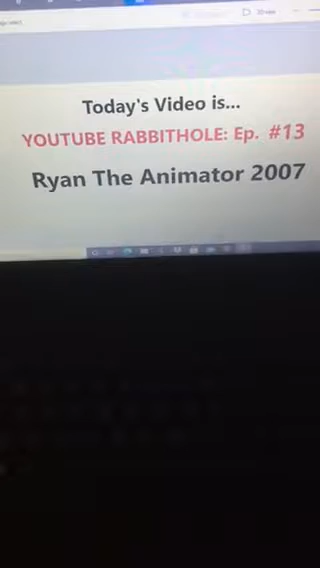 Today's Video is...
YOUTUBE RABBITHOLE: Ep. #13
Ryan The Animator 2007